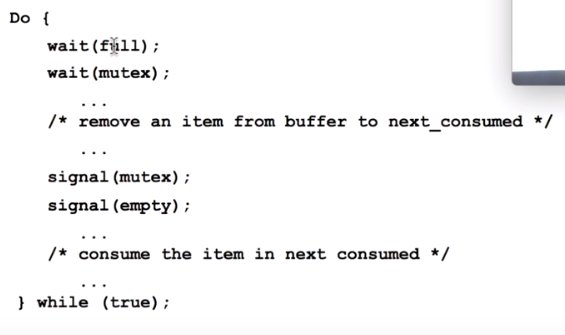 Do {
wait(full);
wait(mutex);
...
/* remove an item from buffer to next_consumed */
...
signal(mutex);
signal(empty);
...
/* consume the item in next consumed */
...
} while (true);